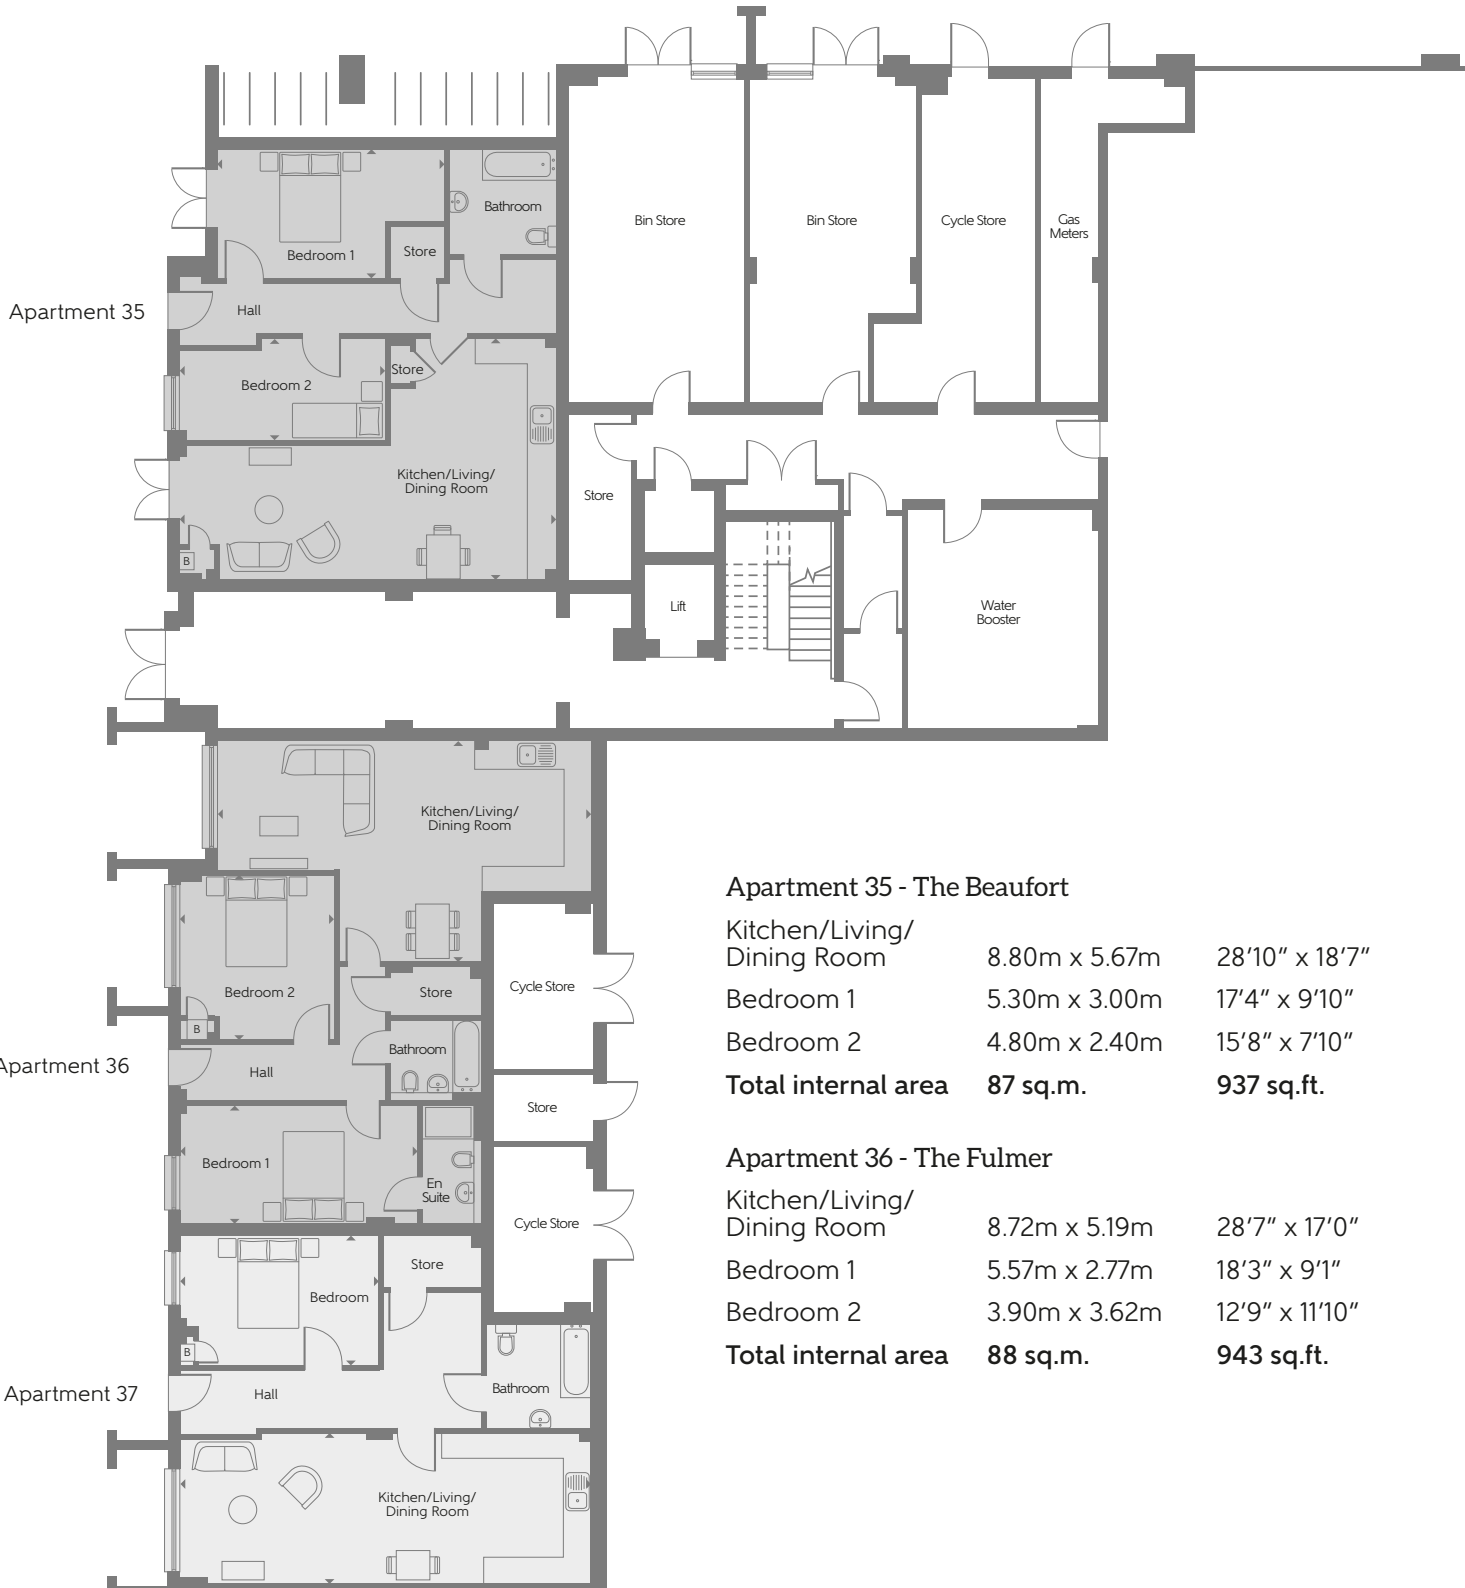 Apartment 35
Bedroom 1
Bathroom
Store
Hall
Bedroom 2
Store
Kitchen/Living/
Dining Room
B
Bin Store
Bin Store
Cycle Store
Gas
Meters
Store
Lift
Water
Booster
Apartment 36
Kitchen/Living/
Dining Room
Bedroom 2
B
Store
Bathroom
Hall
Bedroom 1
En
Suite
Cycle Store
Store
Cycle Store
Apartment 37
Bedroom
Store
B
Hall
Bathroom
Kitchen/Living/
Dining Room
Apartment 35 - The Beaufort
Kitchen/Living/
Dining Room 8.80m x 5.67m 28’10” x 18’7”
Bedroom 1 5.30m x 3.00m 17’4” x 9’10”
Bedroom 2 4.80m x 2.40m 15’8” x 7’10”
Total internal area 87 sq.m. 937 sq.ft.
Apartment 36 - The Fulmer
Kitchen/Living/
Dining Room 8.72m x 5.19m 28’7” x 17’0”
Bedroom 1 5.57m x 2.77m 18’3” x 9’1”
Bedroom 2 3.90m x 3.62m 12’9” x 11’10”
Total internal area 88 sq.m. 943 sq.ft.